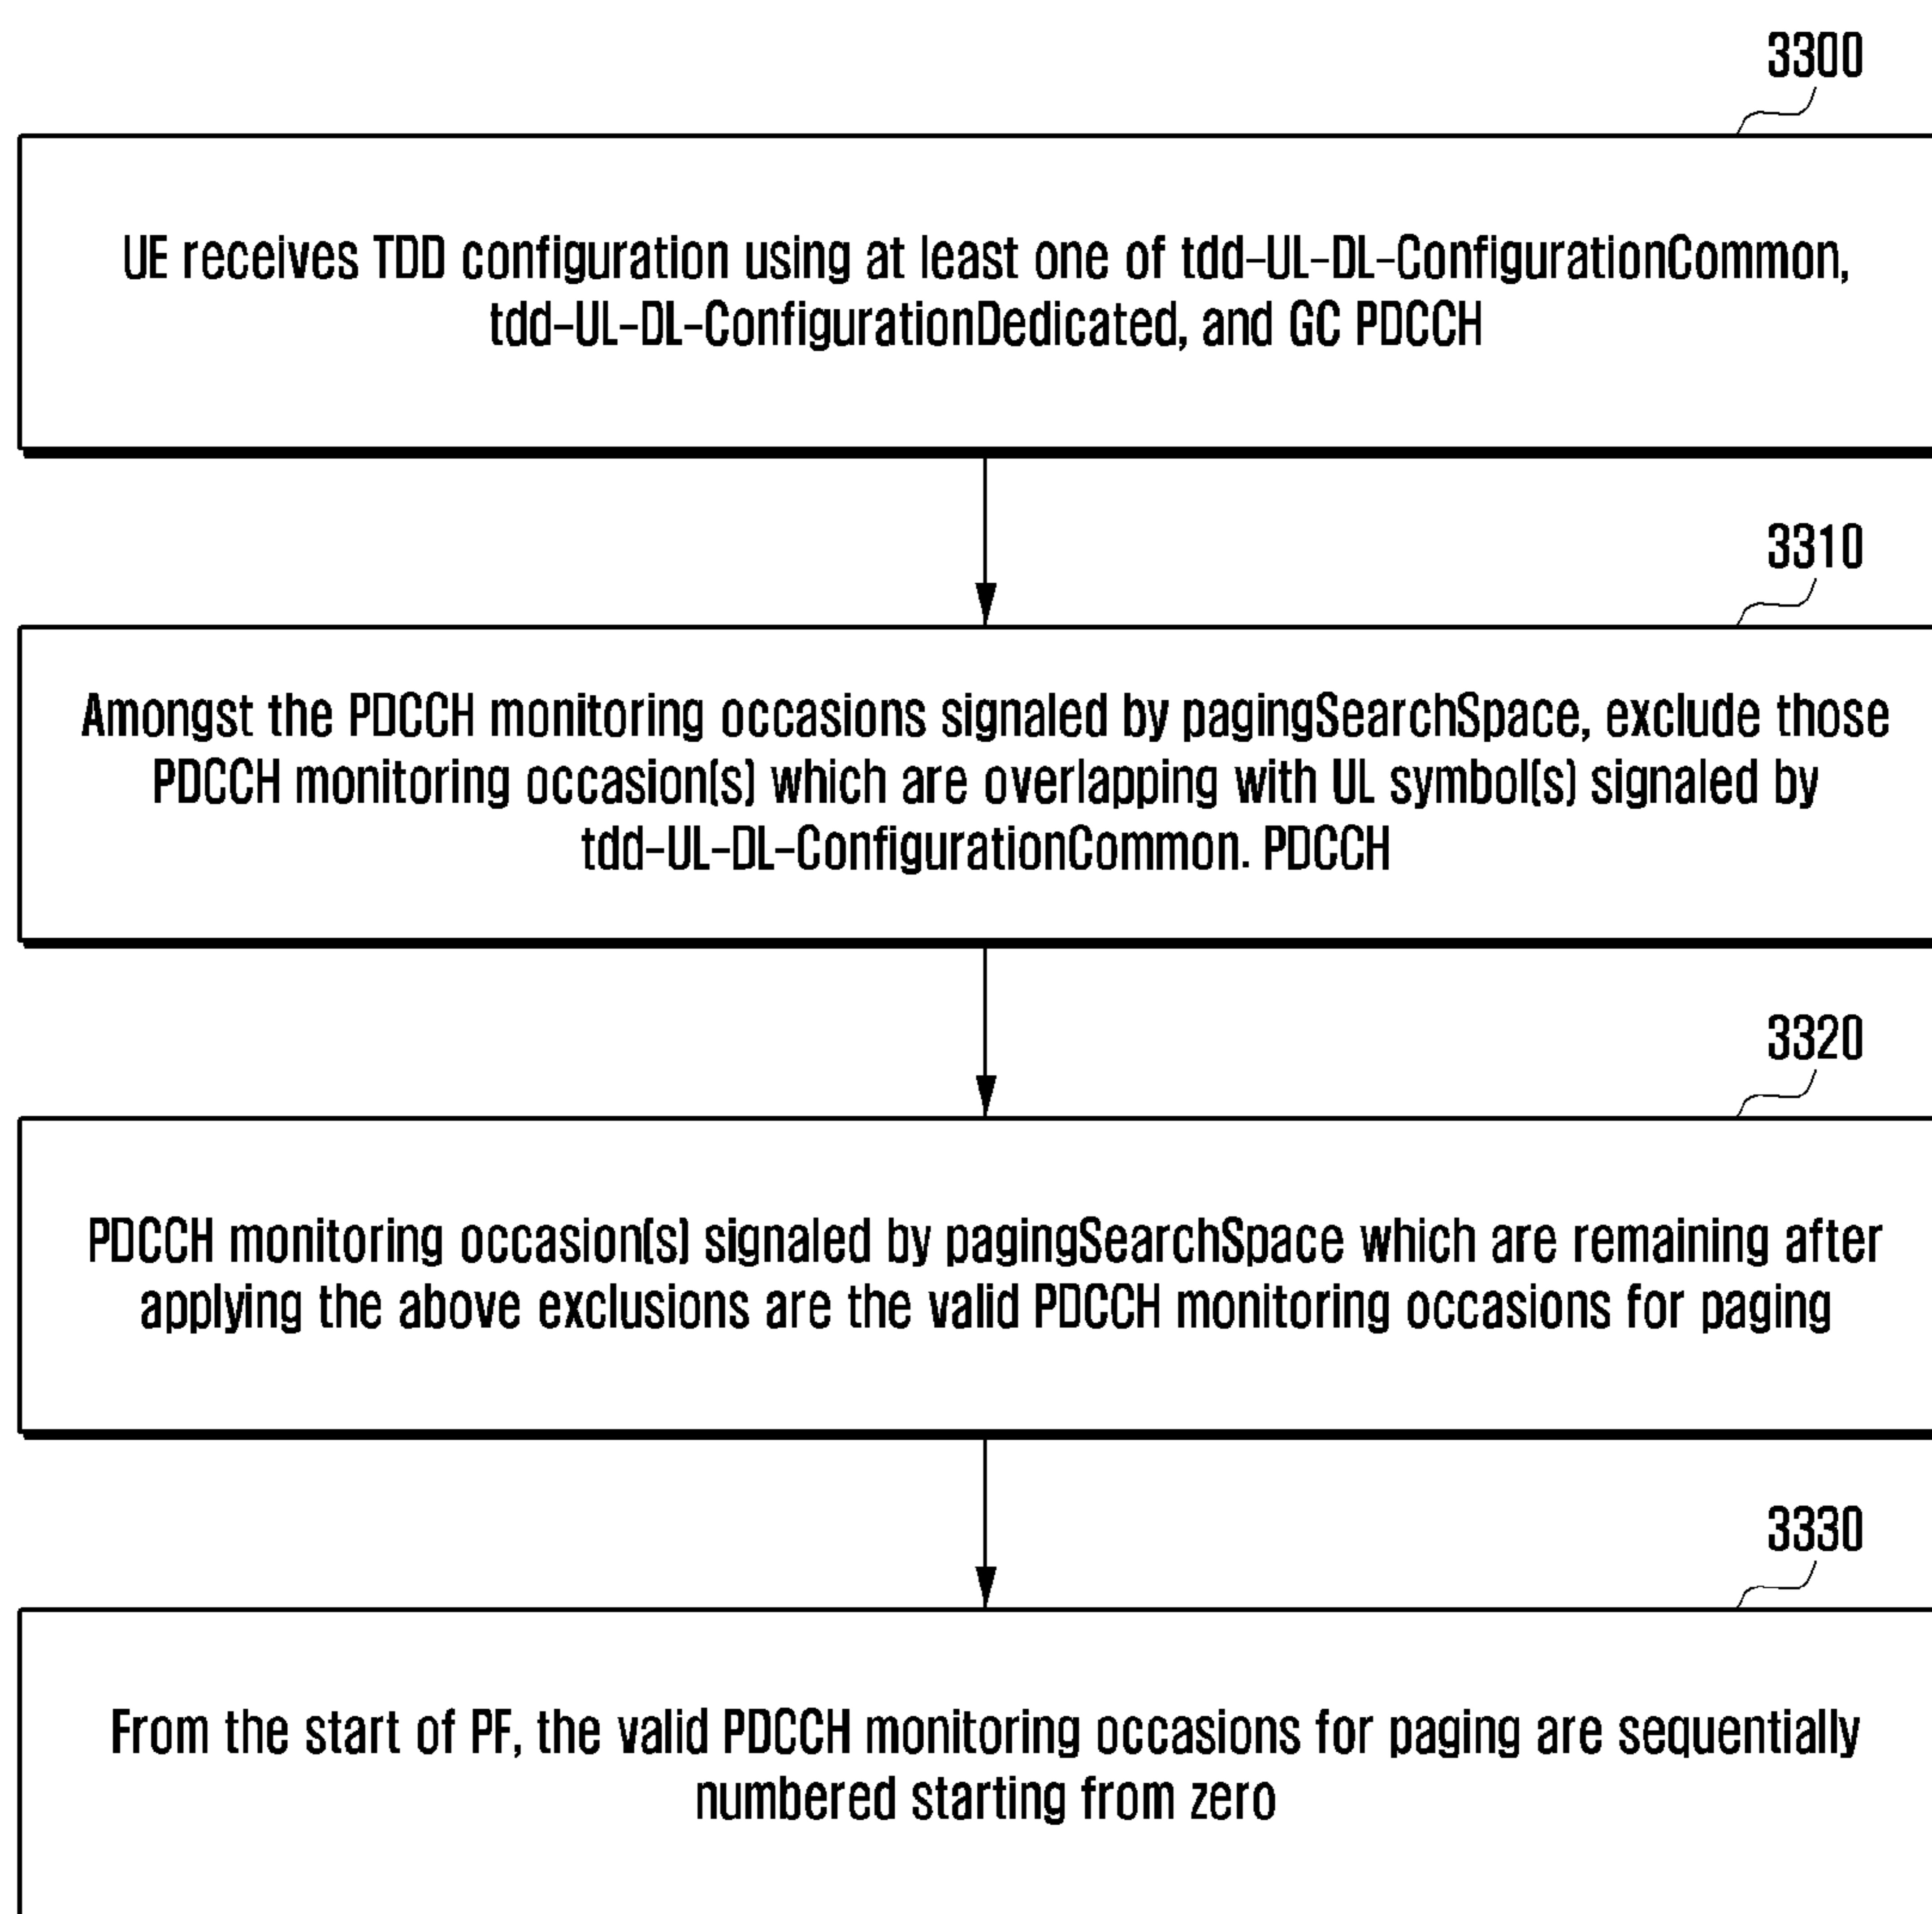 3300
UE receives TDD configuration using at least one of tdd-UL-DL-ConfigurationCommon,
tdd-UL-DL-ConfigurationDedicated, and GC PDCCH
3310
Amongst the PDCCH monitoring occasions signaled by pagingSearchSpace, exclude those
PDCCH monitoring occasion(s) which are overlapping with UL symbol(s) signaled by
tdd-UL-DL-ConfigurationCommon. PDCCH
3320
PDCCH monitoring occasion(s) signaled by pagingSearchSpace which are remaining after
applying the above exclusions are the valid PDCCH monitoring occasions for paging
3330
From the start of PF, the valid PDCCH monitoring occasions for paging are sequentially
numbered starting from zero